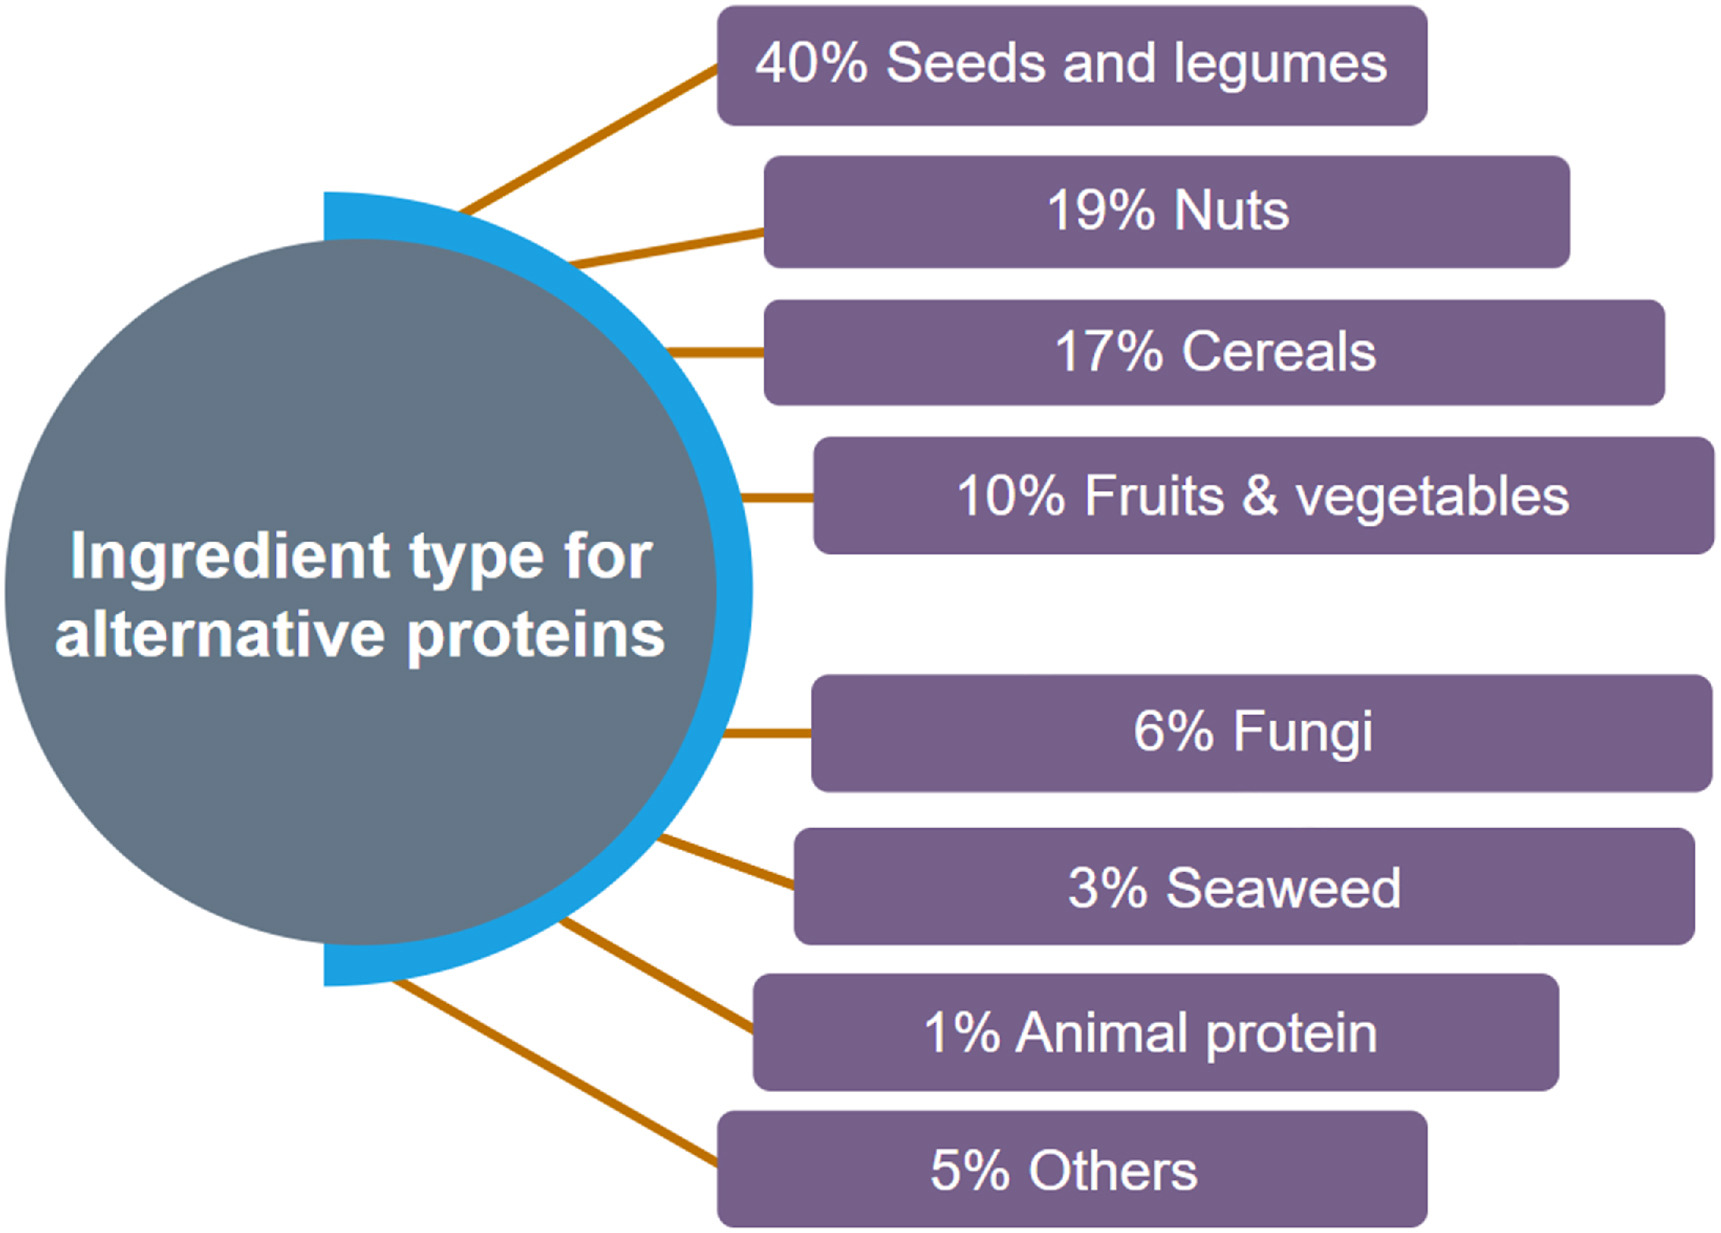 40% Seeds and legumes
19% Nuts
17% Cereals
10% Fruits & vegetables
Ingredient type for
alternative proteins
6% Fungi
3% Seaweed
1% Animal protein
5% Others